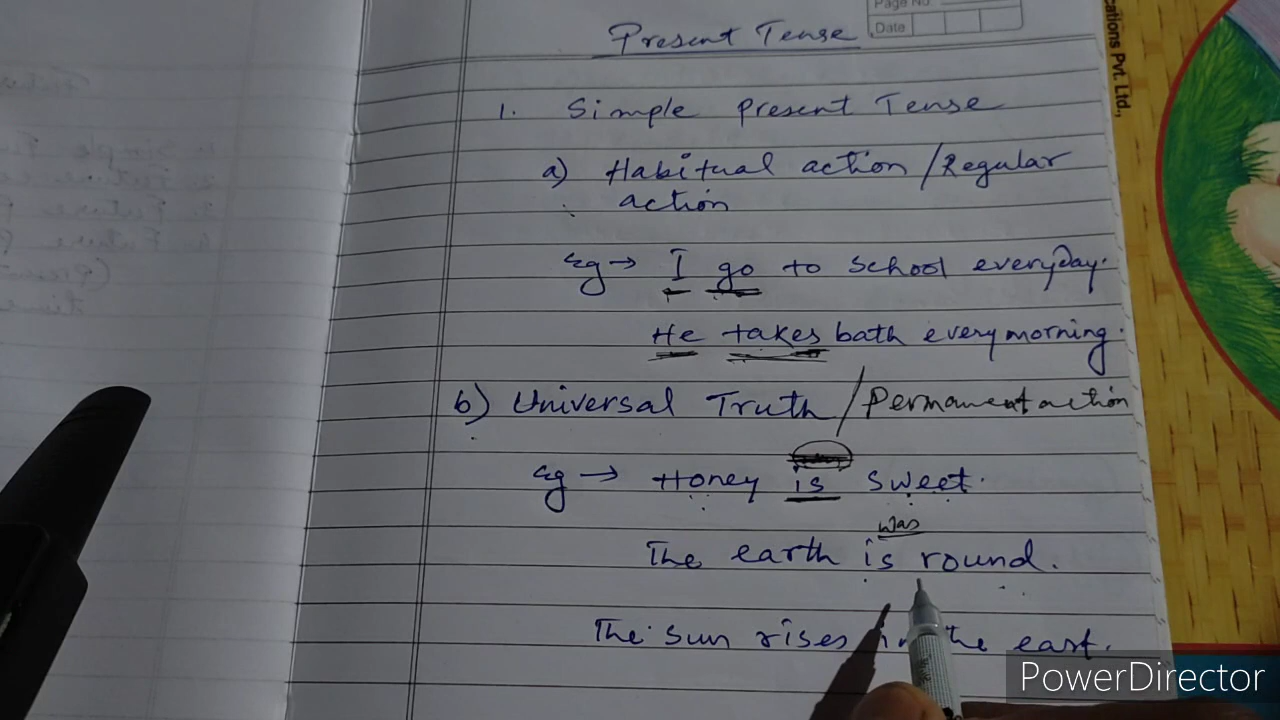 Page No.
Date
Present Tense
cations Pvt. Ltd.,
1. Simple Present Tense
a) Habitual action / Regular
action
eg → I go to school everyday.
He takes bath every morning.
b) Universal Truth / Permanent action
eg → Honey is sweet.
was
The earth is round.
The sun rises in the east.
PowerDirector